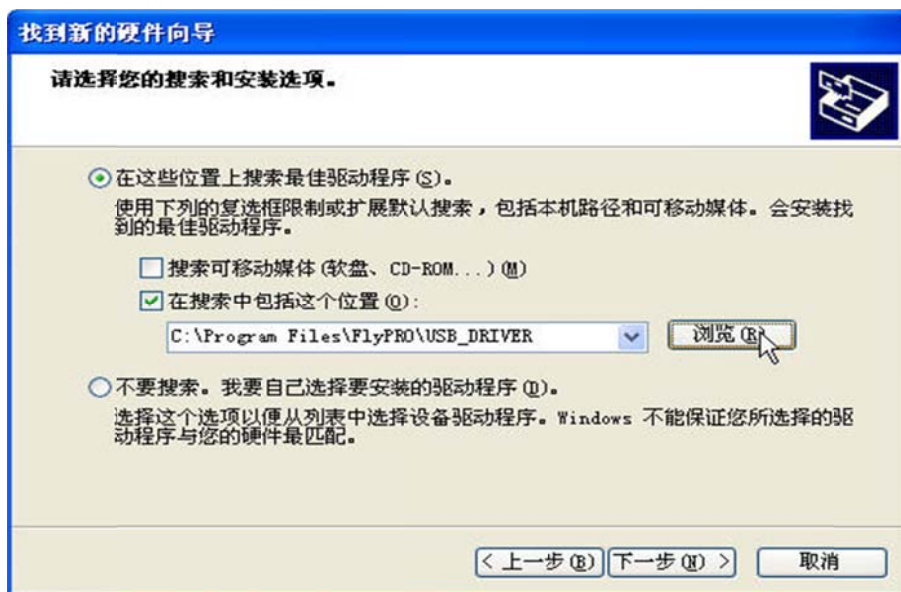 找到新的硬件向导
请选择您的搜索和安装选项。
在这些位置上搜索最佳驱动程序(S)。
使用下列的复选框限制或扩展默认搜索，包括本机路径和可移动媒体。会安装找
到的最佳驱动程序。
搜索可移动媒体(软盘、CD-ROM...)(M)
在搜索中包括这个位置(O):
C:\Program Files\FlyPRO\USB_DRIVER
浏览(R)
不要搜索。我要自己选择要安装的驱动程序(D)。
选择这个选项以便从列表中选择设备驱动程序。Windows 不能保证您所选择的驱
动程序与您的硬件最匹配。
< 上一步(B) 下一步(N) > 取消